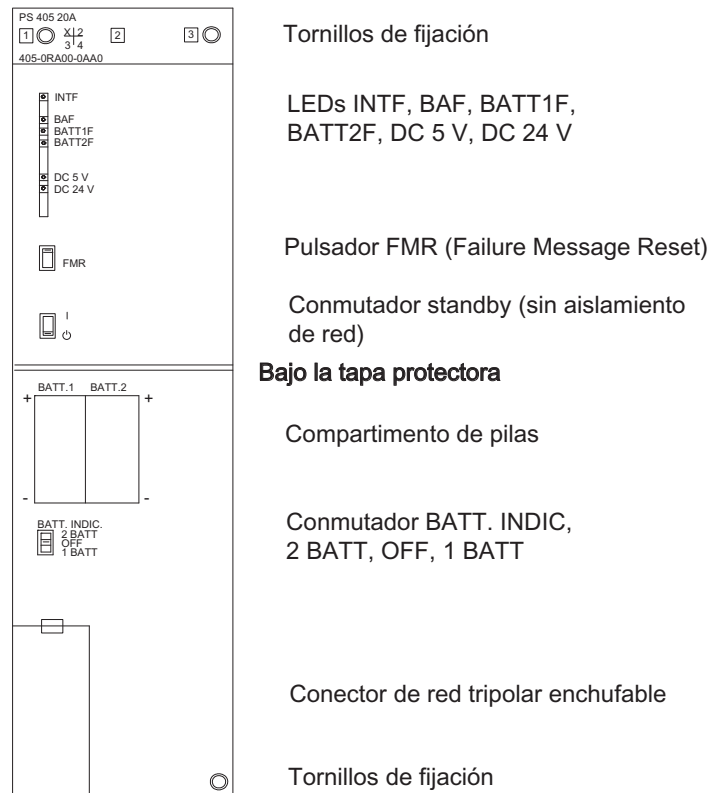 PS 405 20A
1 X 2 2 3
3 4
405-0RA00-0AA0
Tornillos de fijación
INTF
BAF
BATT1F
BATT2F
DC 5 V
DC 24 V
LEDs INTF, BAF, BATT1F,
BATT2F, DC 5 V, DC 24 V
FMR
Pulsador FMR (Failure Message Reset)
I
Conmutador standby (sin aislamiento
de red)
Bajo la tapa protectora
BATT.1 BATT.2
+ +
- -
Compartimento de pilas
BATT. INDIC.
2 BATT
OFF
1 BATT
Conmutador BATT. INDIC,
2 BATT, OFF, 1 BATT
Conector de red tripolar enchufable
Tornillos de fijación